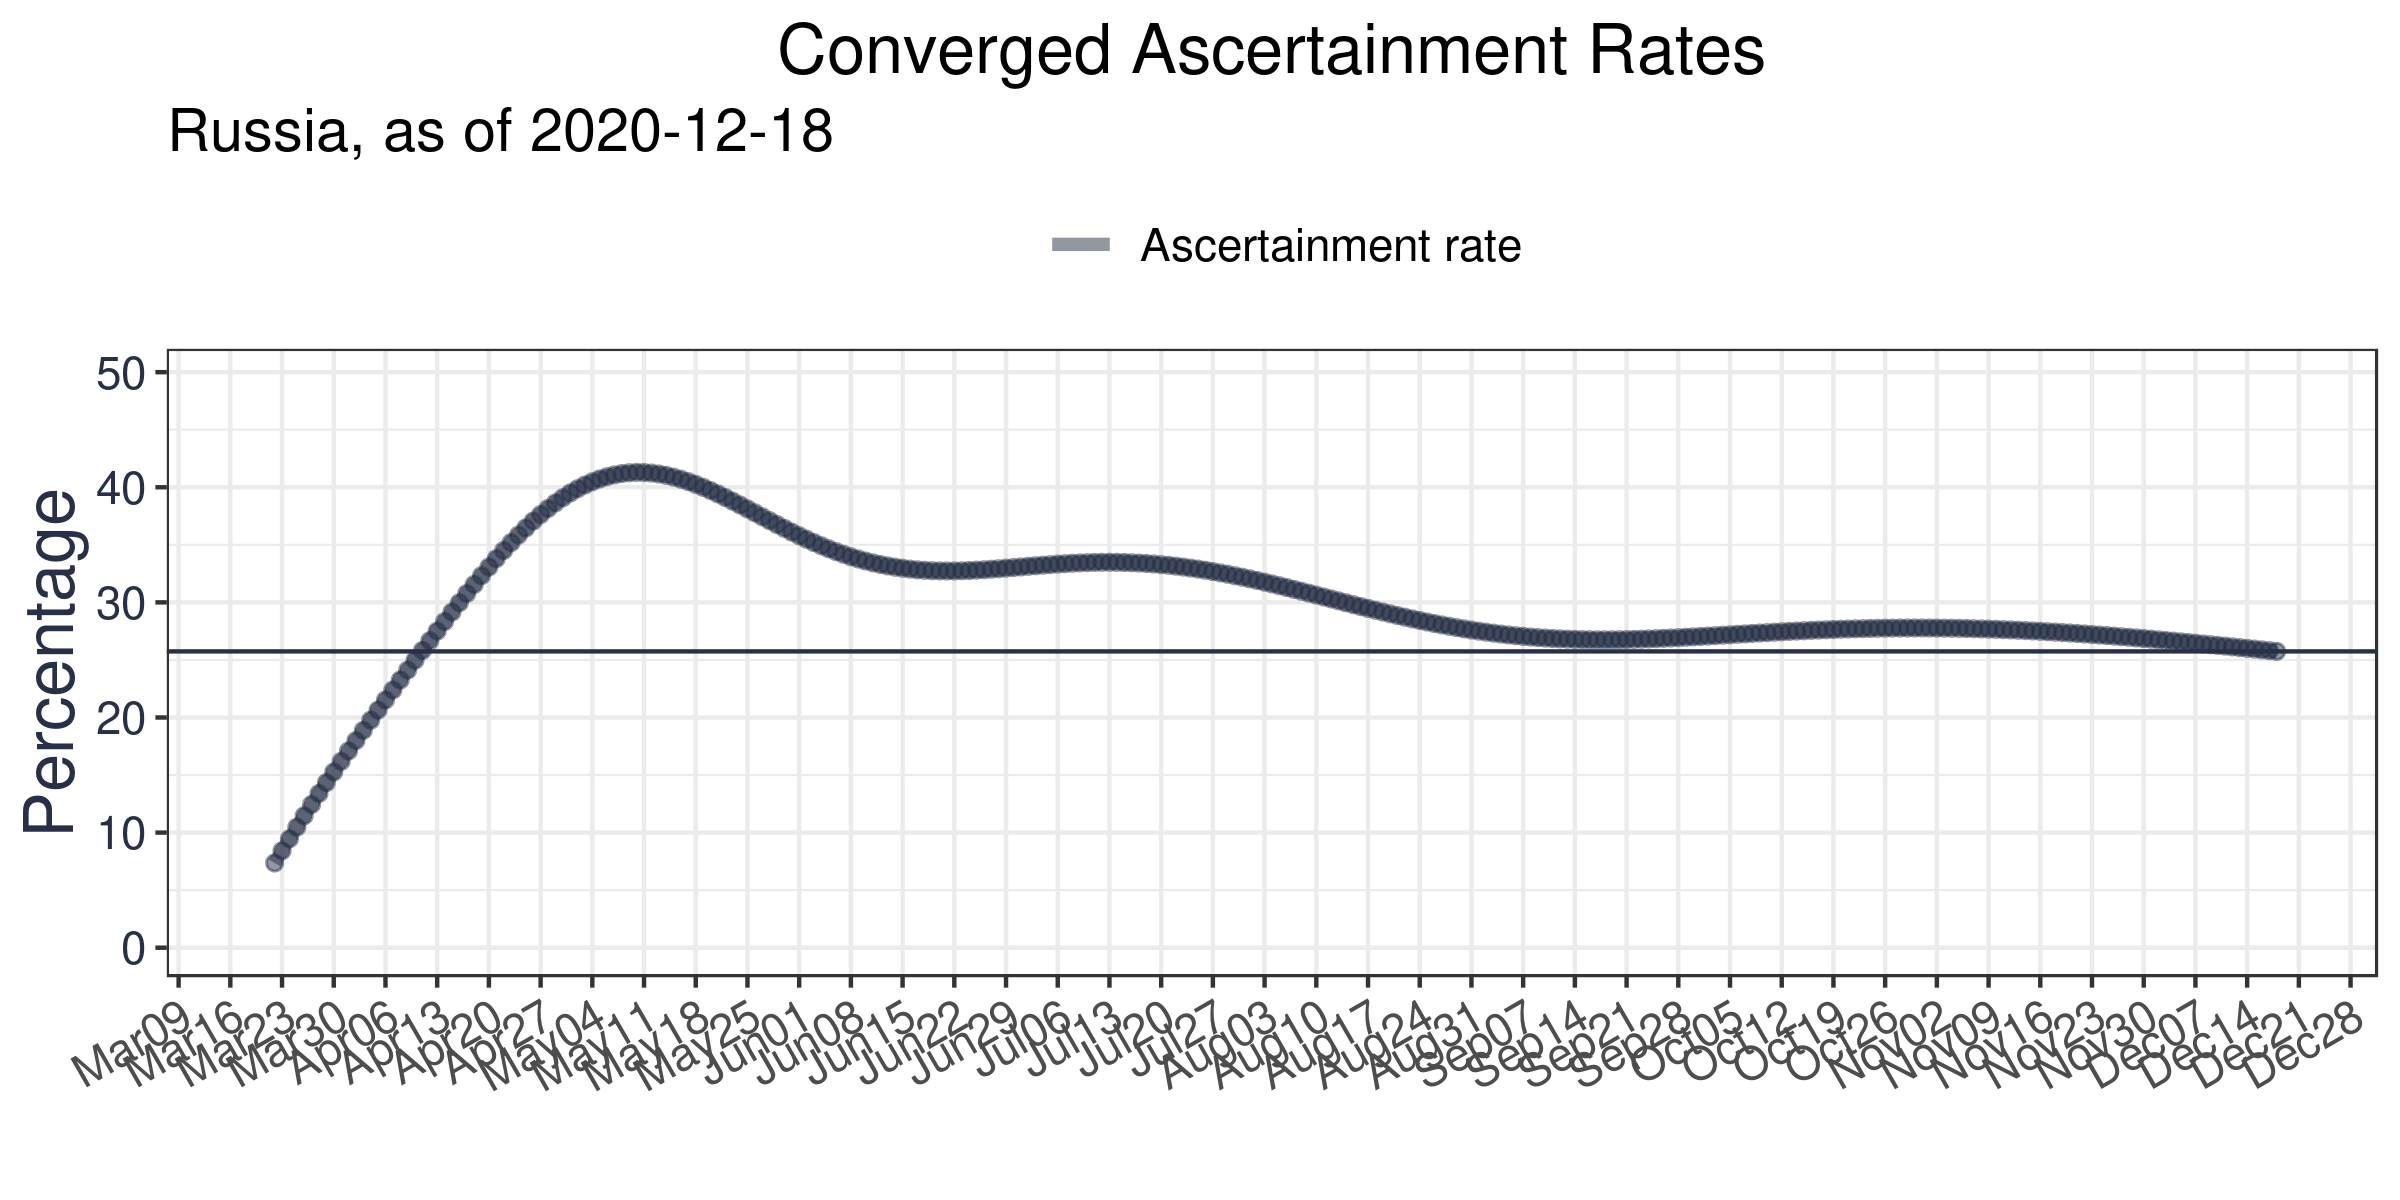 Converged Ascertainment Rates
Russia, as of 2020-12-18
Ascertainment rate
Percentage
50
40
30
20
10
0
Mar09
Mar16
Mar23
Mar30
Apr06
Apr13
Apr20
Apr27
May04
May11
May18
May25
Jun01
Jun08
Jun15
Jun22
Jun29
Jul06
Jul13
Jul20
Jul27
Aug03
Aug10
Aug17
Aug24
Aug31
Sep07
Sep14
Sep21
Sep28
Oct05
Oct12
Oct19
Oct26
Nov02
Nov09
Nov16
Nov23
Nov30
Dec07
Dec14
Dec21
Dec28